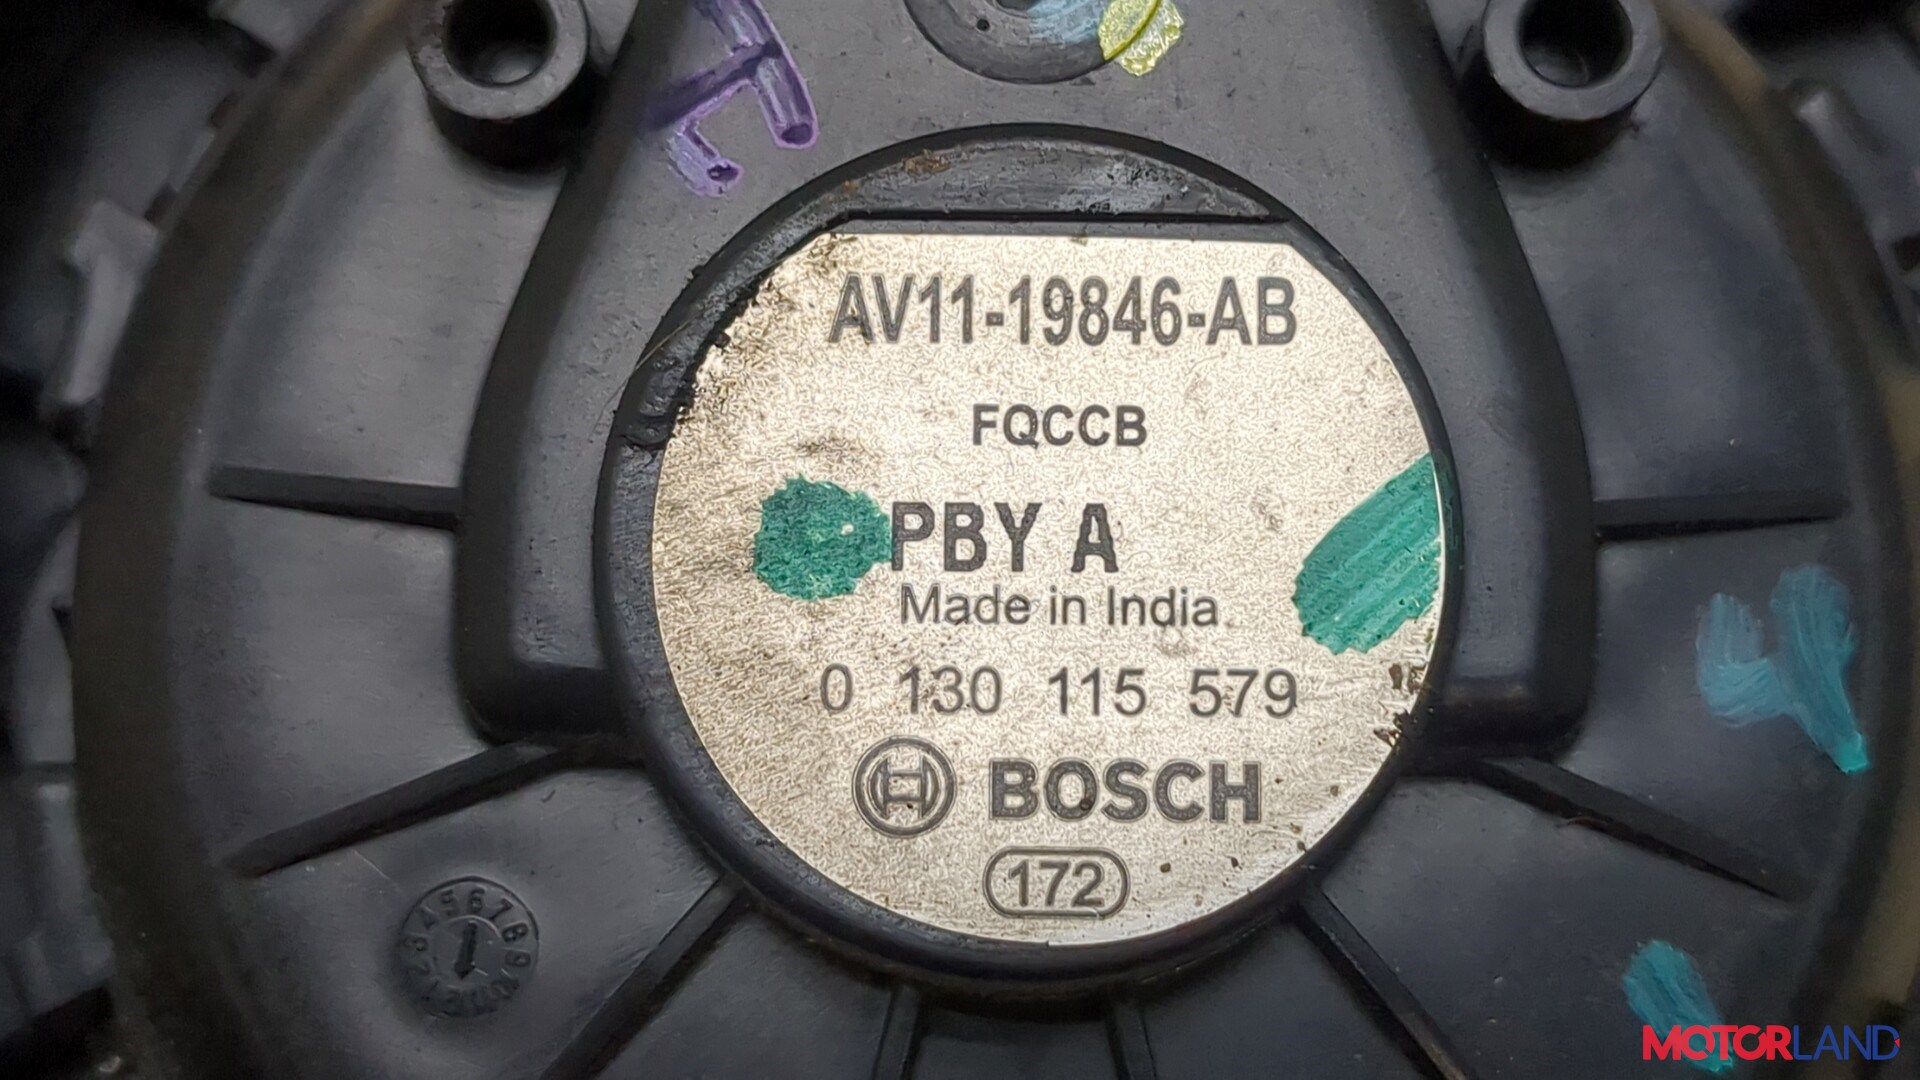 AV11-19846-AB
FQCCB
PBY A
Made in India
0 130 115 579
BOSCH
172
MOTORLAND